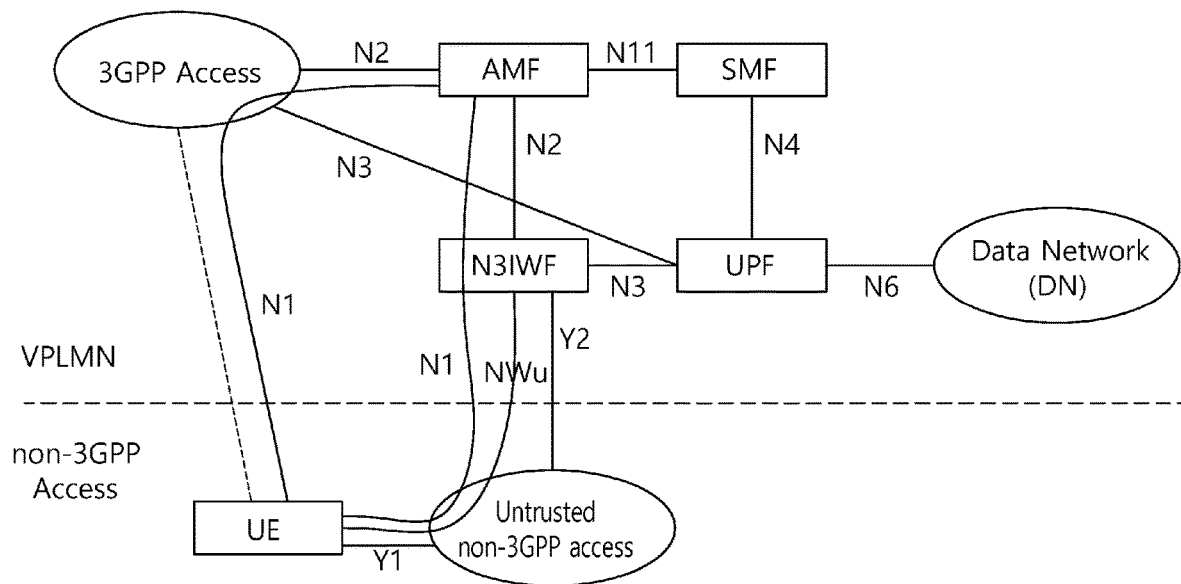 3GPP Access
N2
AMF
N11
SMF
N3
N2
N4
N3IWF
N3
UPF
N6
Data Network
(DN)
N1
VPLMN
N1
NWu
Y2
non-3GPP
Access
UE
Y1
Untrusted
non-3GPP access